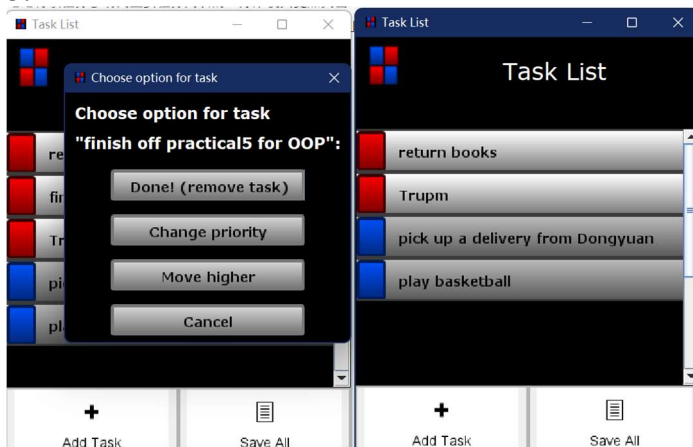 Task List
Choose option for task
Choose option for task
"finish off practical5 for OOP":
re
Done! (remove task)
fin
Change priority
Tr
Move higher
pi
Cancel
pl
Add Task
Save All
Task List
Task List
return books
Trupm
pick up a delivery from Dongyuan
play basketball
Add Task
Save All